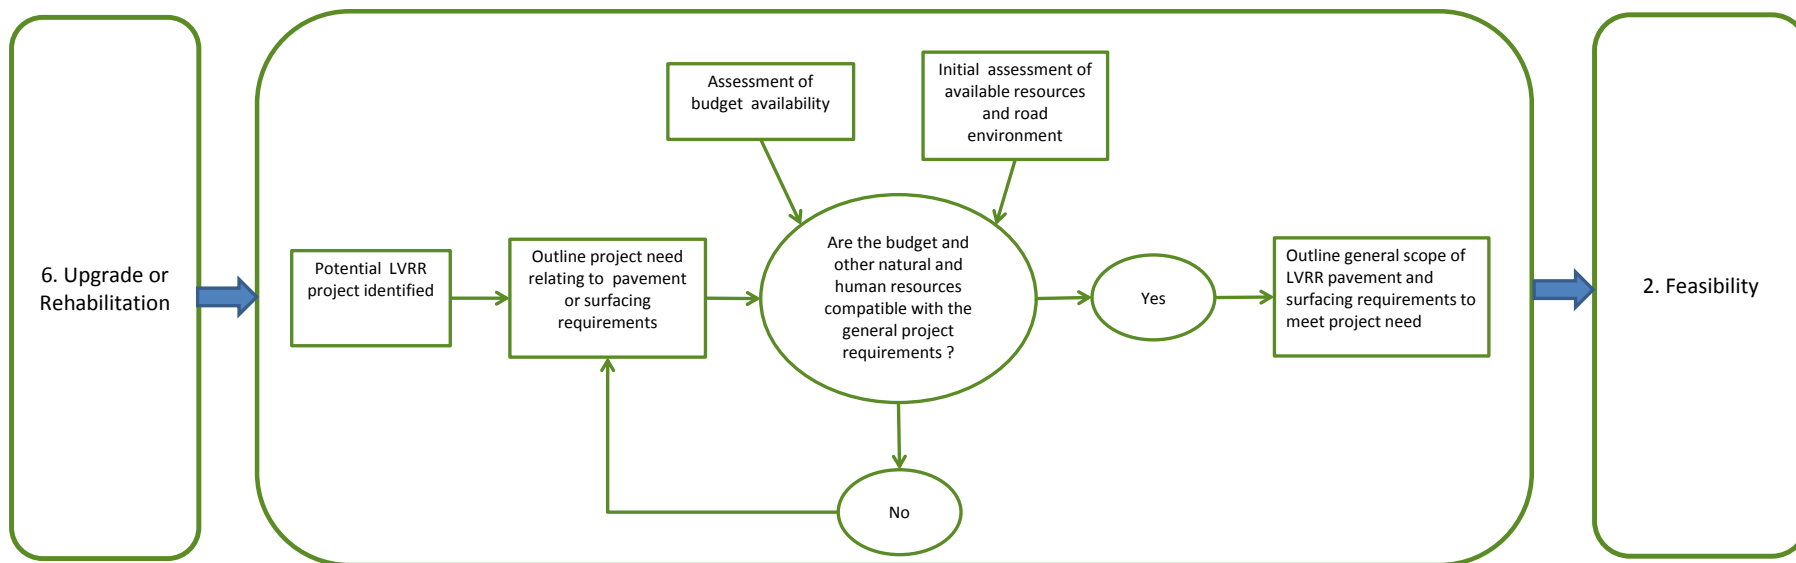 6. Upgrade or
Rehabilitation
Assessment of
budget availability
Initial assessment of
available resources
and road
environment
Potential LVRR
project identified
Outline project need
relating to pavement
or surfacing
requirements
Are the budget and
other natural and
human resources
compatible with the
general project
requirements ?
Yes
No
Outline general scope of
LVRR pavement and
surfacing requirements to
meet project need
2. Feasibility